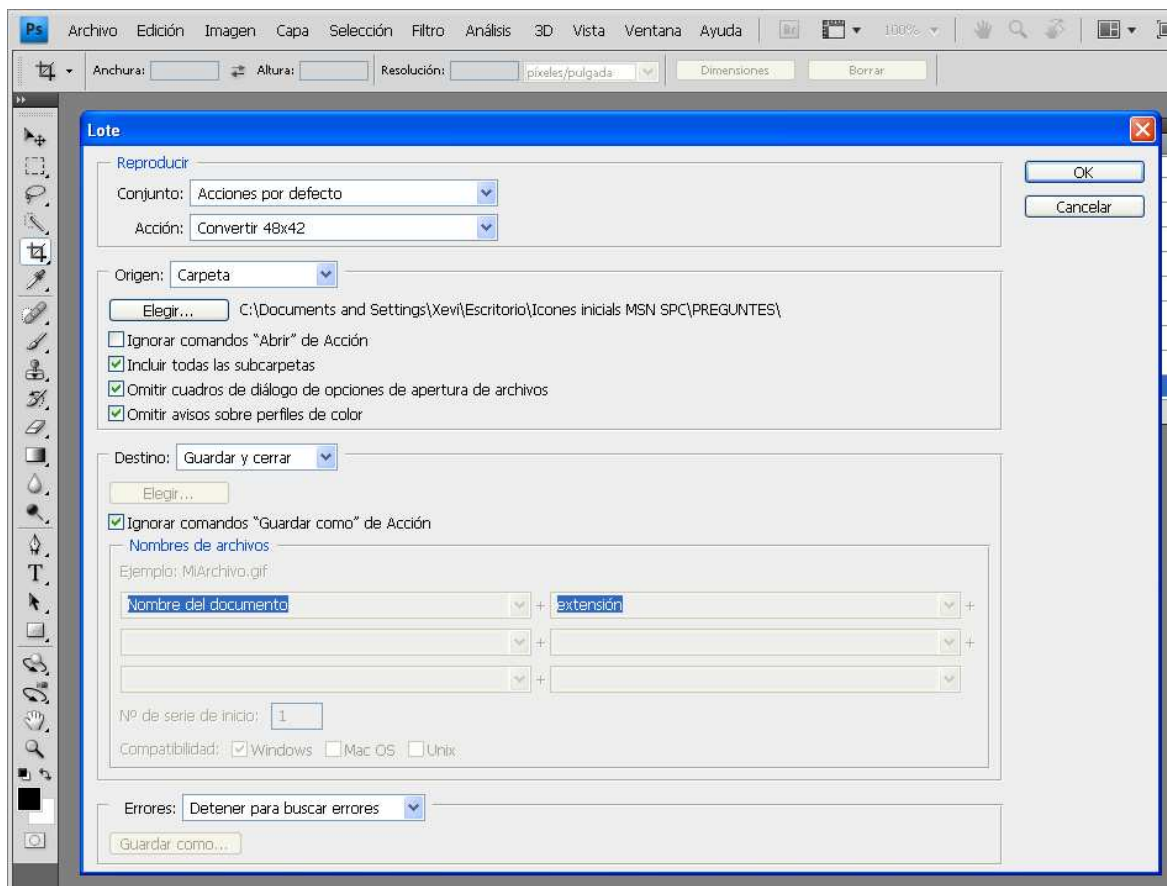 Ps Archivo Edición Imagen Capa Selección Filtro Análisis 3D Vista Ventana Ayuda Br 100%
Anchura: Altura: Resolución: píxeles/pulgada Dimensiones Borrar
Lote
Reproducir
Conjunto: Acciones por defecto
OK
Acción: Convertir 48x42
Cancelar
Origen: Carpeta
Elegir... C:\Documents and Settings\Xevi\Escritorio\Icones inicials MSN SPC\PREGUNTES\
Ignorar comandos "Abrir" de Acción
Incluir todas las subcarpetas
Omitir cuadros de diálogo de opciones de apertura de archivos
Omitir avisos sobre perfiles de color
Destino: Guardar y cerrar
Elegir...
Ignorar comandos "Guardar como" de Acción
Nombres de archivos
Ejemplo: MiArchivo.gif
Nombre del documento + extensión +
+ +
+
Nº de serie de inicio: 1
Compatibilidad: Windows Mac OS Unix
Errores: Detener para buscar errores
Guardar como...